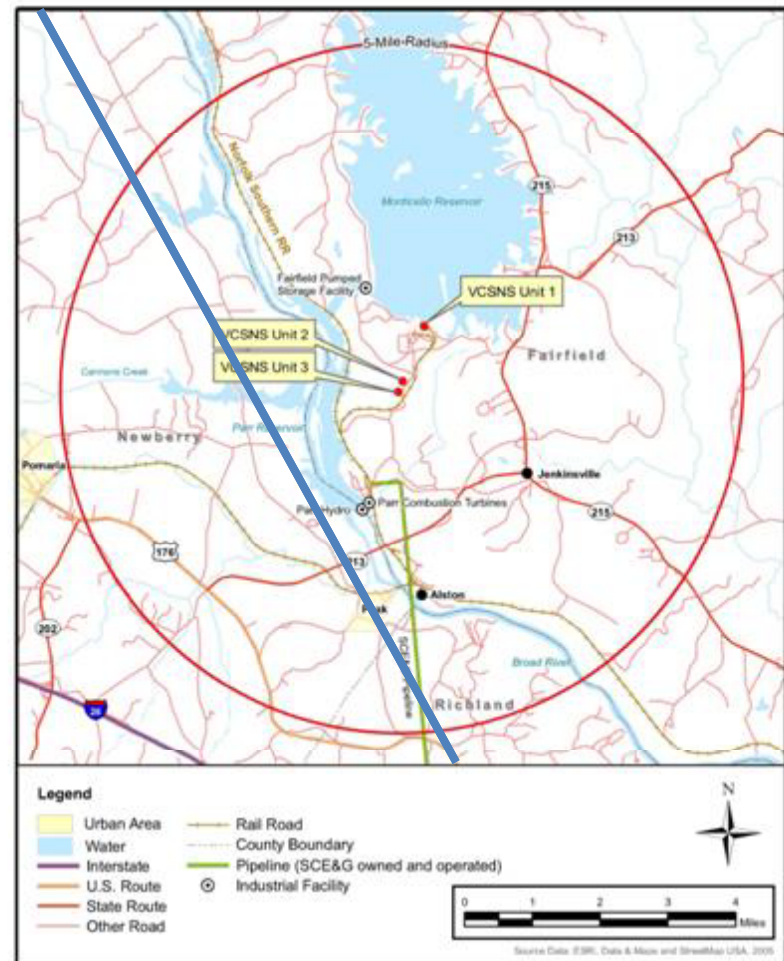 5-Mile-Radius
Norfolk Southern RR
215
Monticello Reservoir
213
Fairfield Pumped
Storage Facility
VCSNS Unit 1
VCSNS Unit 2
Fairfield
VCSNS Unit 3
Cannons Creek
Newberry
Parr Reservoir
Pomaria
Jenkinsville
Parr Combustion Turbines
Parr Hydro
215
176
213
Alston
202
Broad River
Richland
26
Legend
Urban Area
Water
Interstate
U.S. Route
State Route
Other Road
Rail Road
County Boundary
Pipeline (SCE&G owned and operated)
Industrial Facility
N
0 1 2 3 4
Miles
Source Data: ESRI, Data & Maps and StreetMap USA, 2005